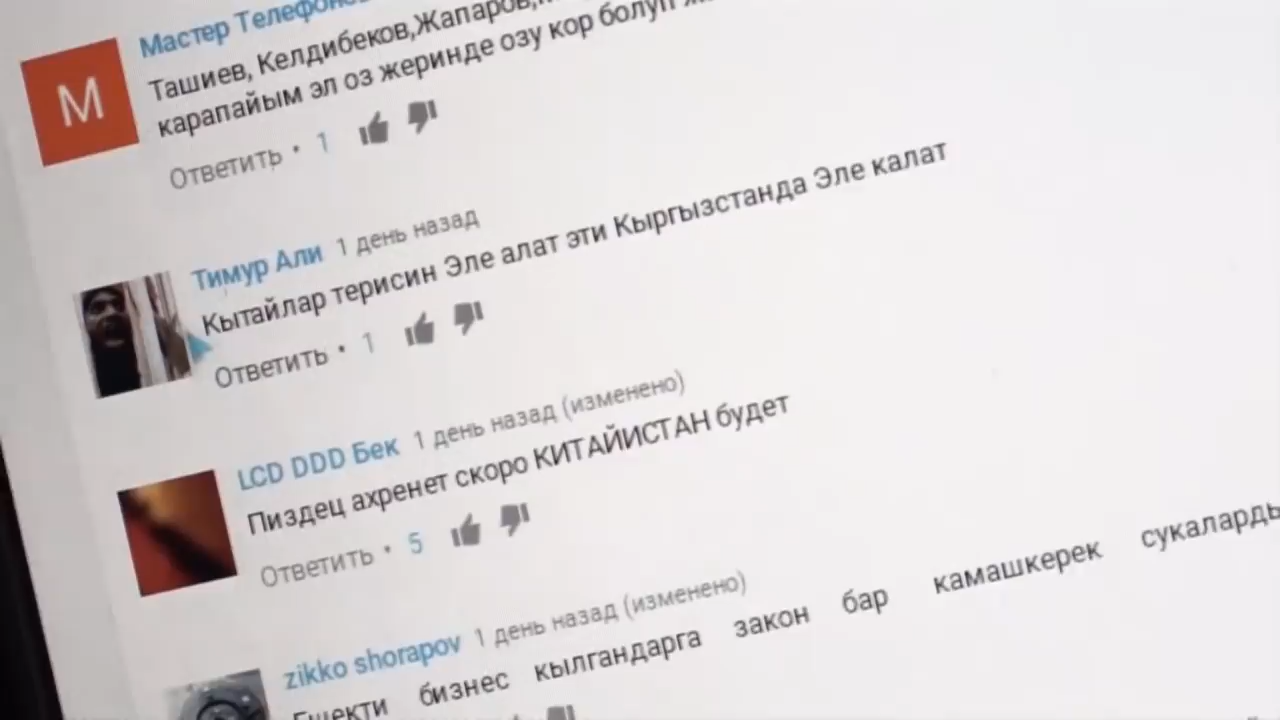 Мастер Телефонов
Ташиев, Келдибеков,Жапаров,
карапайым эл оз жеринде озу кор болуп
Ответить • 1
М
Тимур Али 1 день назад
Кытайлар терисин Эле алат эти Кыргызстанда Эле калат
Ответить • 1
LCD DDD Бек 1 день назад (изменено)
Пиздец ахренет скоро КИТАЙИСТАН будет
Ответить • 5
zikko shorapov 1 день назад (изменено)
Ешекти бизнес кылгандарга закон бар камашкерек сукаларды